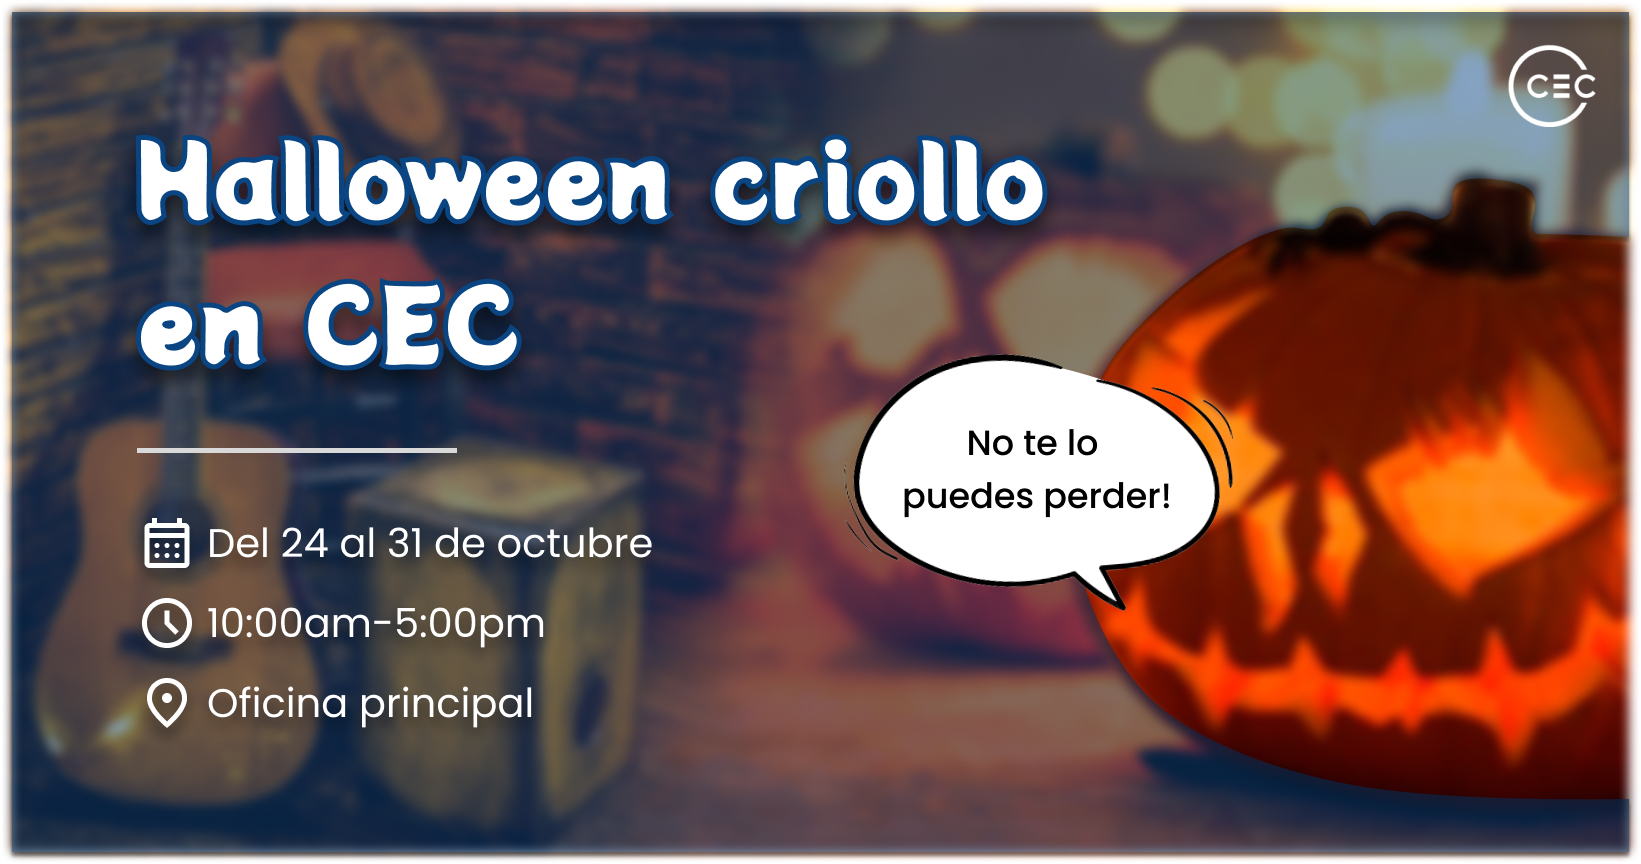 CEC
Halloween criollo
en CEC
No te lo
puedes perder!
Del 24 al 31 de octubre
10:00am-5:00pm
Oficina principal